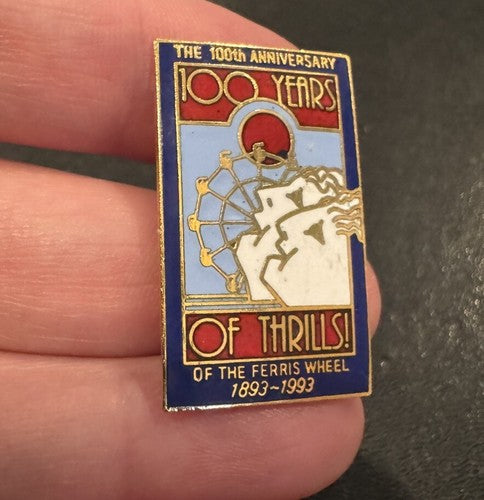 THE 100th ANNIVERSARY
100 YEARS
OF THRILLS!
OF THE FERRIS WHEEL
1893~1993